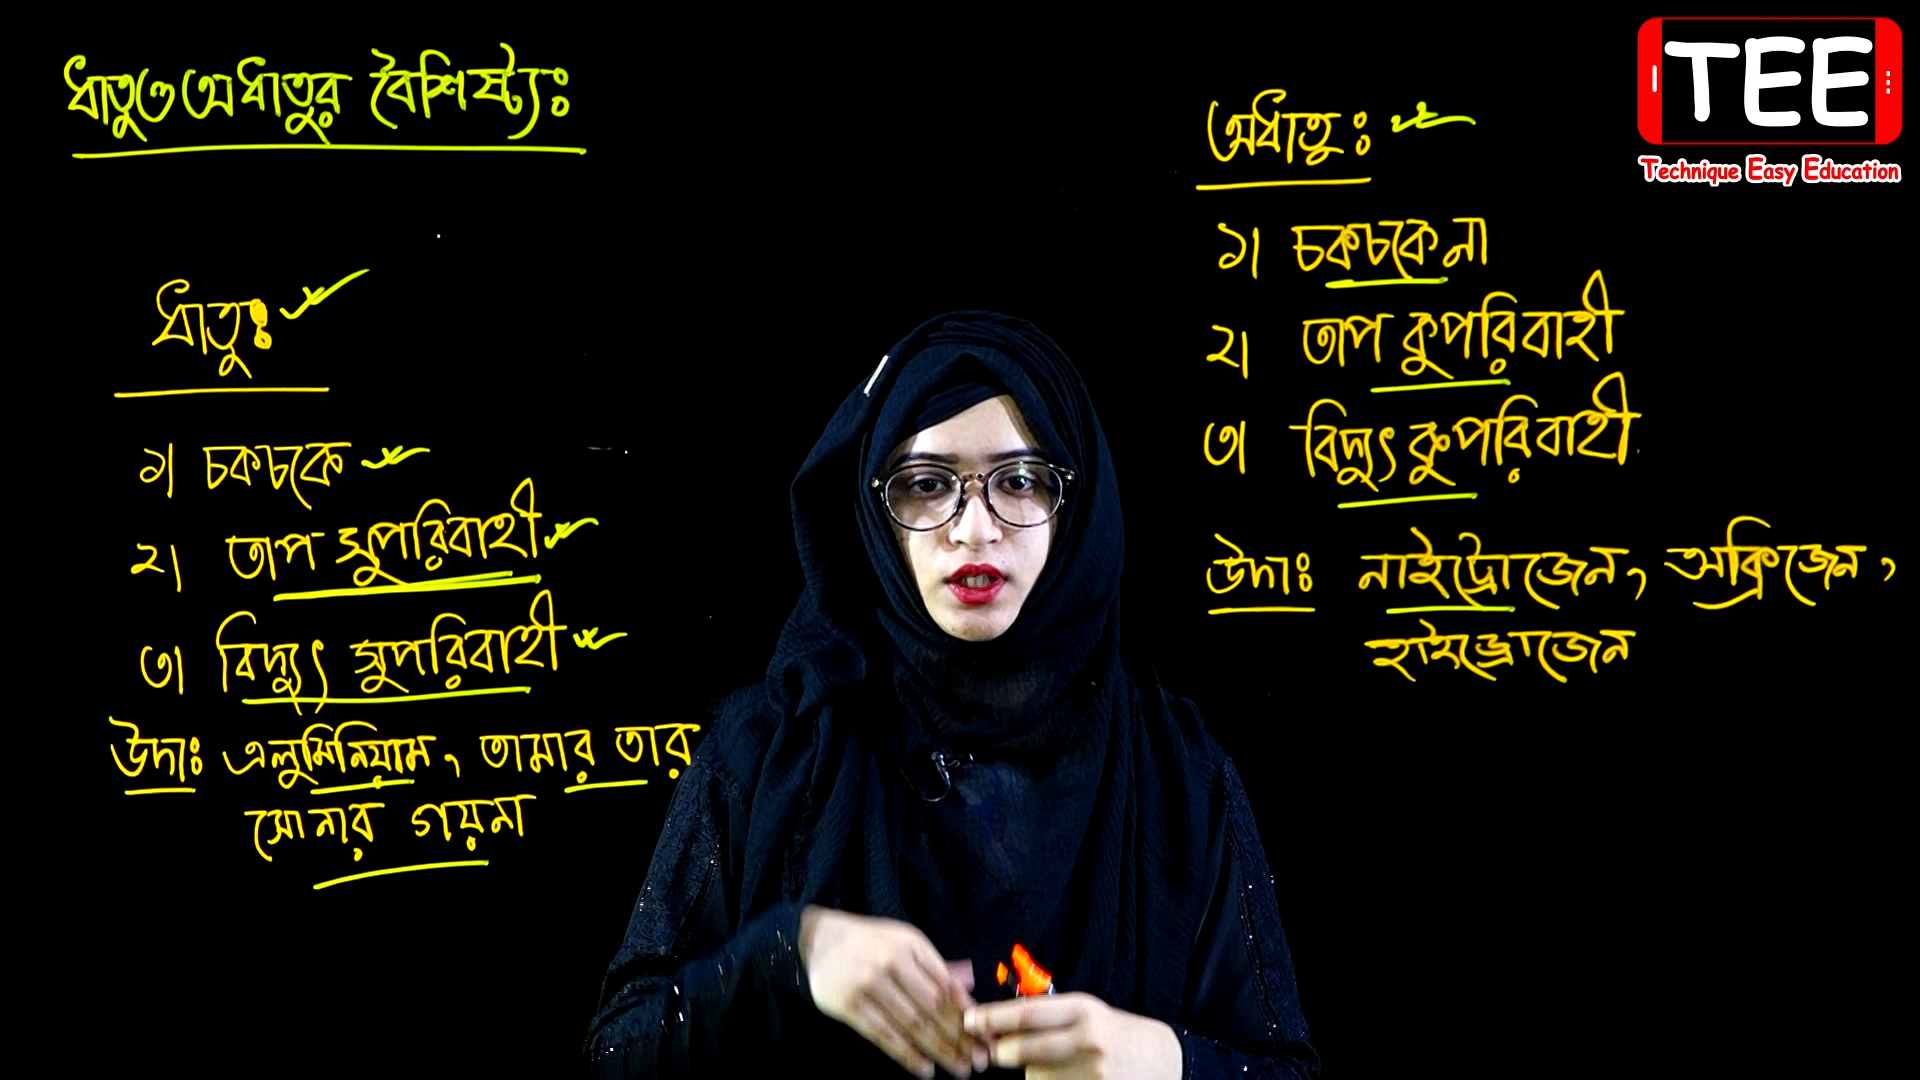 ধাতু ও অধাতুর বৈশিষ্ট্যঃ
ধাতুঃ
১। চকচকে
২। তাপ সুপরিবাহী
৩। বিদ্যুৎ সুপরিবাহী
উদাঃ এলুমিনিয়াম, তামার তার
সোনার গয়না
অধাতুঃ
১। চকচকে না
২। তাপ কুপরিবাহী
৩। বিদ্যুৎ কুপরিবাহী
উদাঃ নাইট্রোজেন, অক্সিজেন,
হাইড্রোজেন
TEE
Technique Easy Education